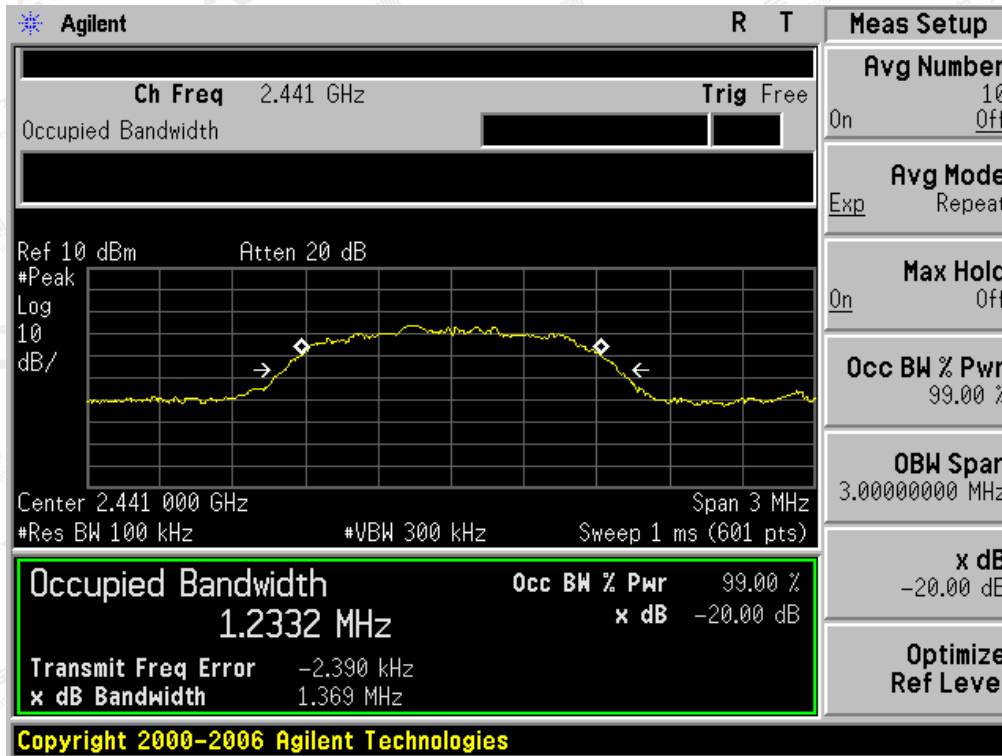 Agilent R T
Ch Freq 2.441 GHz Trig Free
Occupied Bandwidth
Ref 10 dBm Atten 20 dB
#Peak
Log
10
dB/
Center 2.441 000 GHz Span 3 MHz
#Res BW 100 kHz #VBW 300 kHz Sweep 1 ms (601 pts)
Occupied Bandwidth
1.2332 MHz
Occ BW % Pwr 99.00 %
x dB -20.00 dB
Transmit Freq Error -2.390 kHz
x dB Bandwidth 1.369 MHz
Copyright 2000-2006 Agilent Technologies
Meas Setup
Avg Number
10
On Off
Avg Mode
Exp Repeat
Max Hold
On Off
Occ BW % Pwr
99.00 %
OBW Span
3.00000000 MHz
x dB
-20.00 dB
Optimize
Ref Level